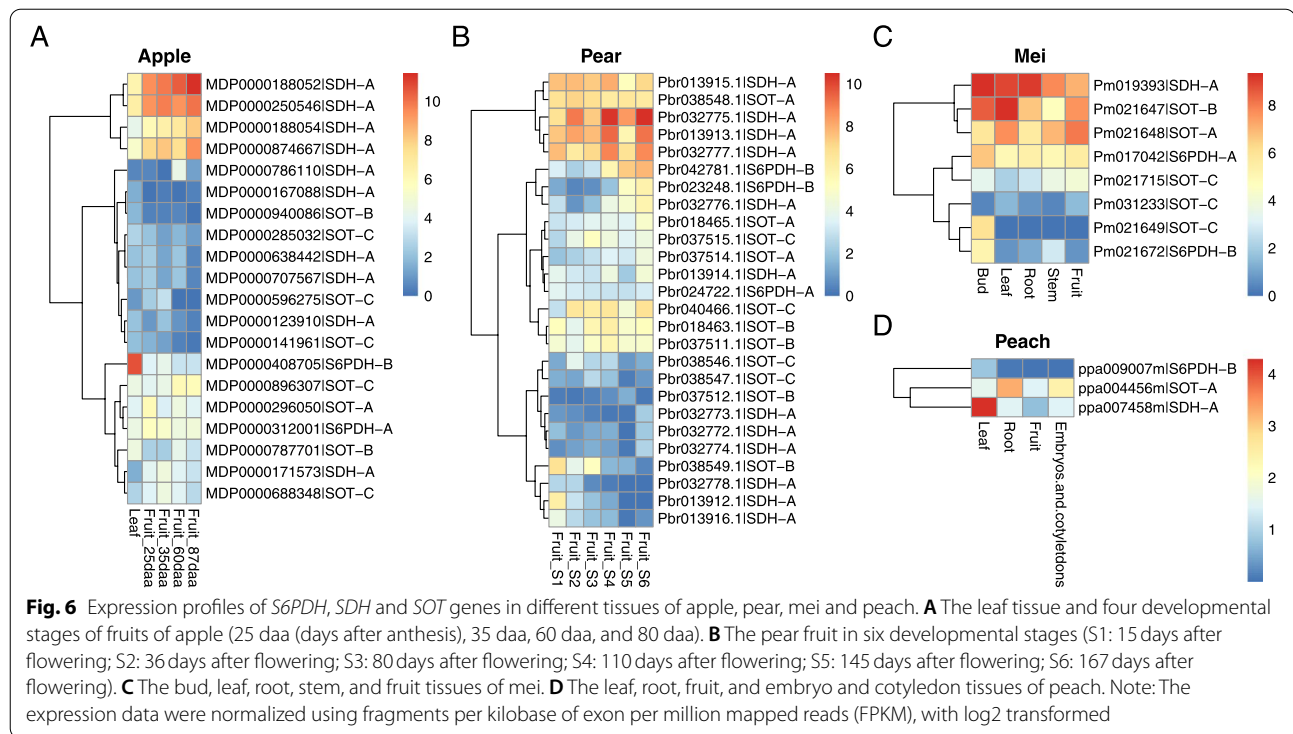 A
Apple
MDP0000188052|SDH−A
MDP0000250546|SDH−A
MDP0000188054|SDH−A
MDP0000874667|SDH−A
MDP0000786110|SDH−A
MDP0000167088|SDH−A
MDP0000940086|SOT−B
MDP0000285032|SOT−C
MDP0000638442|SDH−A
MDP0000707567|SDH−A
MDP0000596275|SOT−C
MDP0000123910|SDH−A
MDP0000141961|SOT−C
MDP0000408705|S6PDH−B
MDP0000896307|SOT−C
MDP0000296050|SOT−A
MDP0000312001|S6PDH−A
MDP0000787701|SOT−B
MDP0000171573|SDH−A
MDP0000688348|SOT−C
Leaf
Fruit_25daa
Fruit_35daa
Fruit_60daa
Fruit_87daa
10
8
6
4
2
0
B
Pear
Pbr013915.1|SDH−A
Pbr038548.1|SOT−A
Pbr032775.1|SDH−A
Pbr013913.1|SDH−A
Pbr032777.1|SDH−A
Pbr042781.1|S6PDH−B
Pbr023248.1|S6PDH−B
Pbr032776.1|SDH−A
Pbr018465.1|SOT−A
Pbr037515.1|SOT−C
Pbr037514.1|SOT−A
Pbr013914.1|SDH−A
Pbr024722.1|S6PDH−A
Pbr040466.1|SOT−C
Pbr018463.1|SOT−B
Pbr037511.1|SOT−B
Pbr038546.1|SOT−C
Pbr038547.1|SOT−C
Pbr037512.1|SOT−B
Pbr032773.1|SDH−A
Pbr032772.1|SDH−A
Pbr032774.1|SDH−A
Pbr038549.1|SOT−B
Pbr032778.1|SDH−A
Pbr013912.1|SDH−A
Pbr013916.1|SDH−A
Fruit_S1
Fruit_S2
Fruit_S3
Fruit_S4
Fruit_S5
Fruit_S6
10
8
6
4
2
0
C
Mei
Pm019393|SDH−A
Pm021647|SOT−B
Pm021648|SOT−A
Pm017042|S6PDH−A
Pm021715|SOT−C
Pm031233|SOT−C
Pm021649|SOT−C
Pm021672|S6PDH−B
Bud
Leaf
Root
Stem
Fruit
8
6
4
2
0
D
Peach
ppa009007m|S6PDH−B
ppa004456m|SOT−A
ppa007458m|SDH−A
Leaf
Root
Fruit
Embryos.and.cotyletdons
4
3
2
1
Fig. 6 Expression profiles of S6PDH, SDH and SOT genes in different tissues of apple, pear, mei and peach. A The leaf tissue and four developmental
stages of fruits of apple (25 daa (days after anthesis), 35 daa, 60 daa, and 80 daa). B The pear fruit in six developmental stages (S1: 15 days after
flowering; S2: 36 days after flowering; S3: 80 days after flowering; S4: 110 days after flowering; S5: 145 days after flowering; S6: 167 days after
flowering). C The bud, leaf, root, stem, and fruit tissues of mei. D The leaf, root, fruit, and embryo and cotyledon tissues of peach. Note: The
expression data were normalized using fragments per kilobase of exon per million mapped reads (FPKM), with log2 transformed